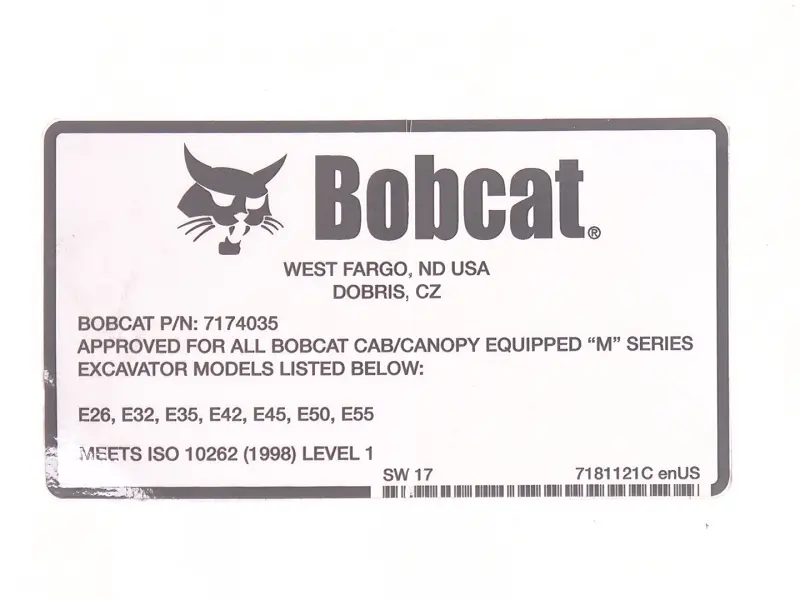 Bobcat®
WEST FARGO, ND USA
DOBRIS, CZ
BOBCAT P/N: 7174035
APPROVED FOR ALL BOBCAT CAB/CANOPY EQUIPPED “M” SERIES
EXCAVATOR MODELS LISTED BELOW:
E26, E32, E35, E42, E45, E50, E55
MEETS ISO 10262 (1998) LEVEL 1
SW 17 7181121C enUS